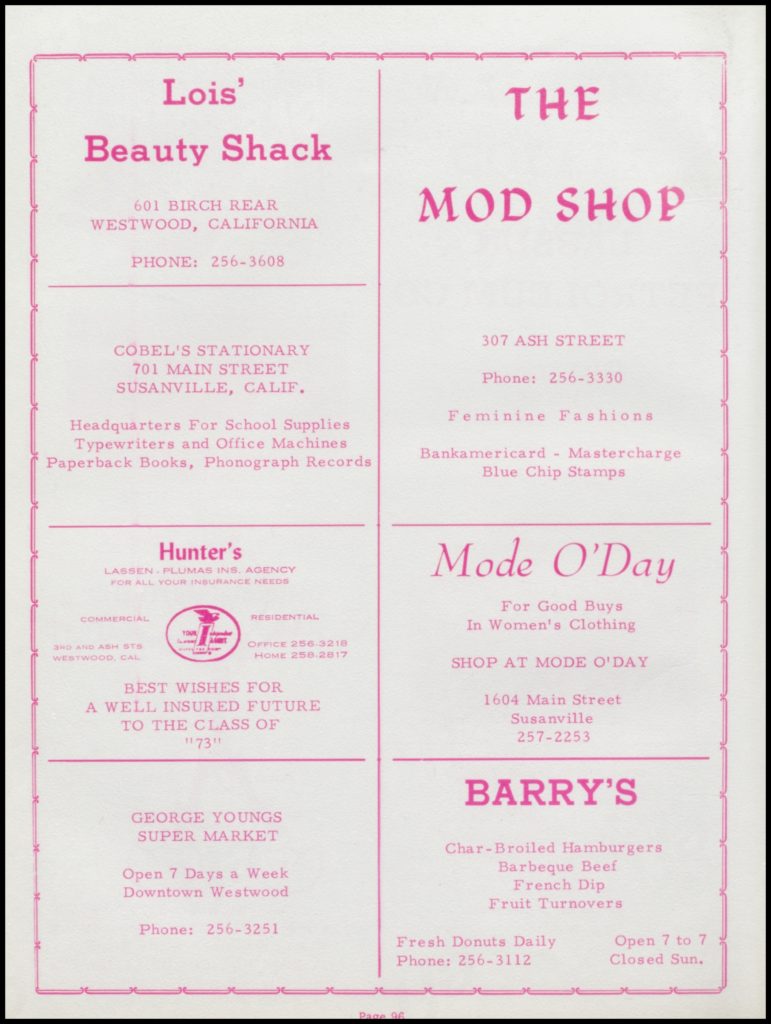 Lois'
Beauty Shack
601 BIRCH REAR
WESTWOOD, CALIFORNIA
PHONE: 256-3608
COBEL'S STATIONARY
701 MAIN STREET
SUSANVILLE, CALIF.
Headquarters For School Supplies
Typewriters and Office Machines
Paperback Books, Phonograph Records
Hunter's
LASSEN - PLUMAS INS. AGENCY
FOR ALL YOUR INSURANCE NEEDS
COMMERCIAL
RESIDENTIAL
YOUR Independent
Insurance AGENT
3RD AND ASH STS
WESTWOOD, CAL
OFFICE 256-3218
HOME 258-2817
BEST WISHES FOR
A WELL INSURED FUTURE
TO THE CLASS OF
"73"
GEORGE YOUNGS
SUPER MARKET
Open 7 Days a Week
Downtown Westwood
Phone: 256-3251
THE
MOD SHOP
307 ASH STREET
Phone: 256-3330
Feminine Fashions
Bankamericard - Mastercharge
Blue Chip Stamps
Mode O'Day
For Good Buys
In Women's Clothing
SHOP AT MODE O'DAY
1604 Main Street
Susanville
257-2253
BARRY'S
Char-Broiled Hamburgers
Barbeque Beef
French Dip
Fruit Turnovers
Fresh Donuts Daily
Phone: 256-3112
Open 7 to 7
Closed Sun.
Page 96